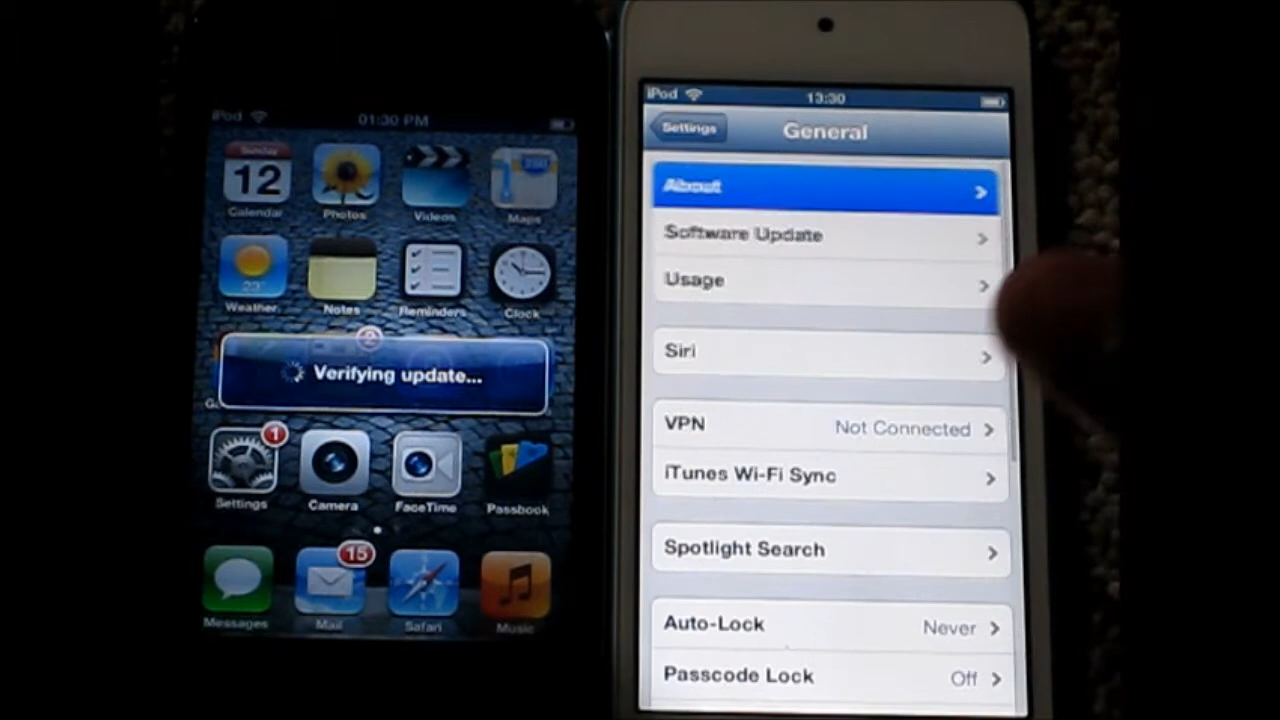 iPod
01:30 PM
Sunday
12
Calendar
Photos
Videos
Maps
23°
Weather
Notes
Reminders
Clock
2
Verifying update...
1
Settings
Camera
FaceTime
Passbook
15
Messages
Mail
Safari
Music
iPod
13:30
Settings
General
About
Software Update
Usage
Siri
VPN
Not Connected
iTunes Wi-Fi Sync
Spotlight Search
Auto-Lock
Never
Passcode Lock
Off